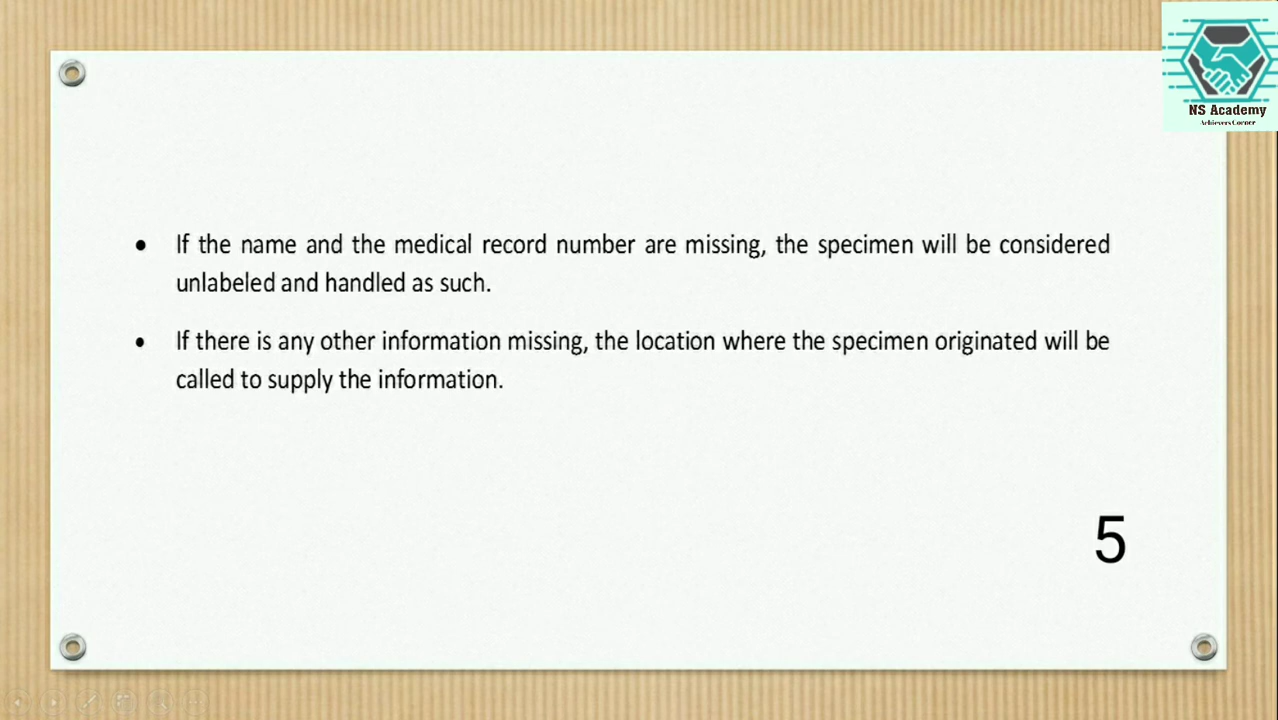 NS Academy
Achievers Corner
• If the name and the medical record number are missing, the specimen will be considered
unlabeled and handled as such.
• If there is any other information missing, the location where the specimen originated will be
called to supply the information.
5